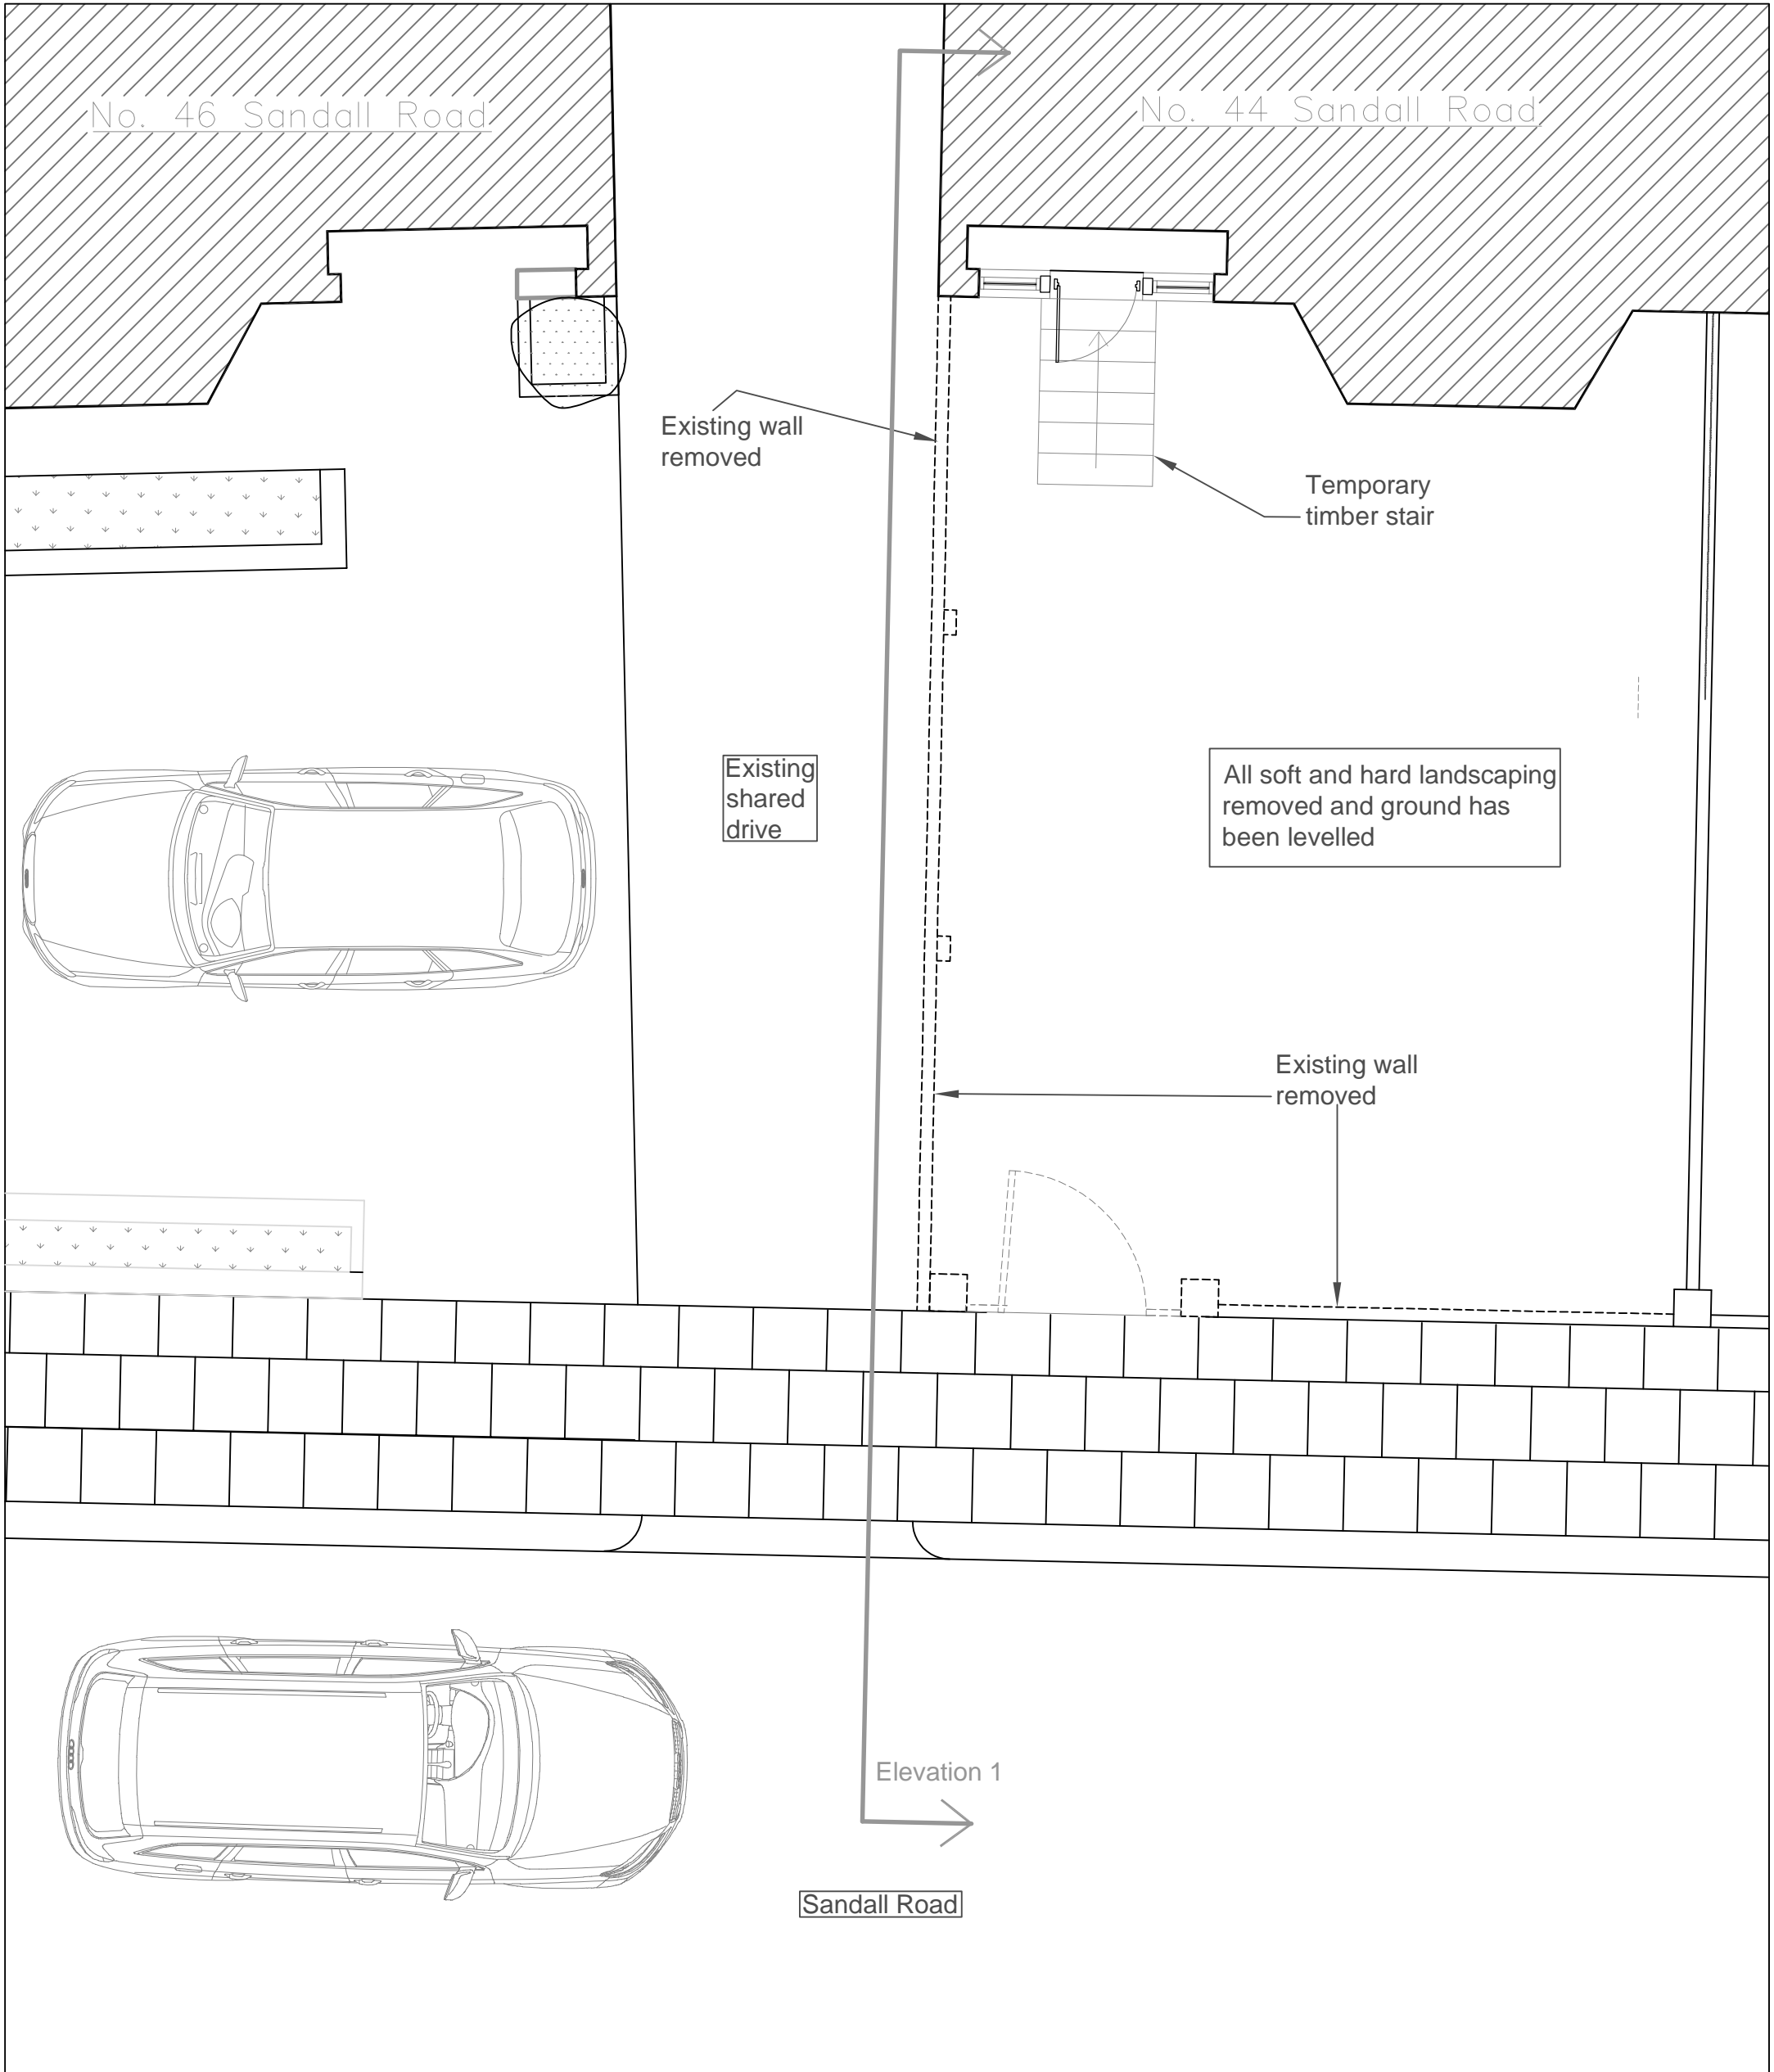 No. 46 Sandall Road
No. 44 Sandall Road
Existing wall
removed
Temporary
timber stair
Existing
shared
drive
All soft and hard landscaping
removed and ground has
been levelled
Existing wall
removed
Elevation 1
Sandall Road